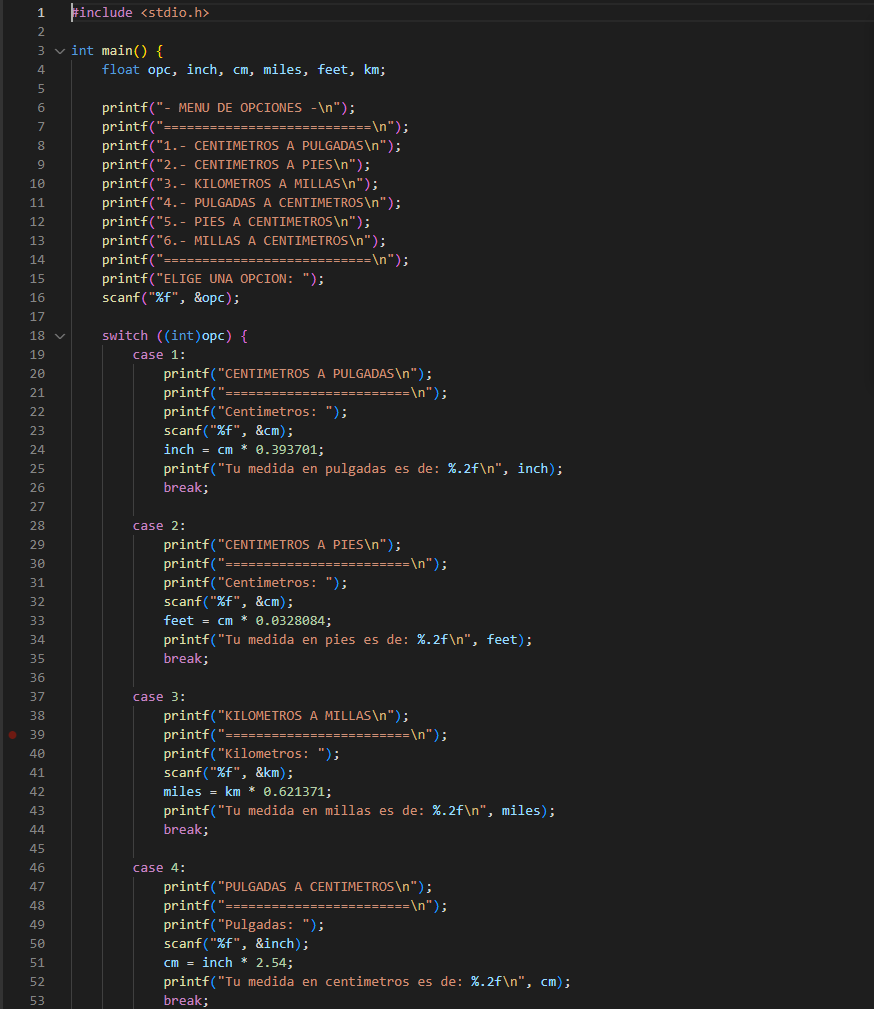 1 #include <stdio.h>
2
3 int main() {
4 float opc, inch, cm, miles, feet, km;
5
6 printf("- MENU DE OPCIONES -\n");
7 printf("===========================\n");
8 printf("1.- CENTIMETROS A PULGADAS\n");
9 printf("2.- CENTIMETROS A PIES\n");
10 printf("3.- KILOMETROS A MILLAS\n");
11 printf("4.- PULGADAS A CENTIMETROS\n");
12 printf("5.- PIES A CENTIMETROS\n");
13 printf("6.- MILLAS A CENTIMETROS\n");
14 printf("===========================\n");
15 printf("ELIGE UNA OPCION: ");
16 scanf("%f", &opc);
17
18 switch ((int)opc) {
19 case 1:
20 printf("CENTIMETROS A PULGADAS\n");
21 printf("========================\n");
22 printf("Centimetros: ");
23 scanf("%f", &cm);
24 inch = cm * 0.393701;
25 printf("Tu medida en pulgadas es de: %.2f\n", inch);
26 break;
27
28 case 2:
29 printf("CENTIMETROS A PIES\n");
30 printf("========================\n");
31 printf("Centimetros: ");
32 scanf("%f", &cm);
33 feet = cm * 0.0328084;
34 printf("Tu medida en pies es de: %.2f\n", feet);
35 break;
36
37 case 3:
38 printf("KILOMETROS A MILLAS\n");
39 printf("========================\n");
40 printf("Kilometros: ");
41 scanf("%f", &km);
42 miles = km * 0.621371;
43 printf("Tu medida en millas es de: %.2f\n", miles);
44 break;
45
46 case 4:
47 printf("PULGADAS A CENTIMETROS\n");
48 printf("========================\n");
49 printf("Pulgadas: ");
50 scanf("%f", &inch);
51 cm = inch * 2.54;
52 printf("Tu medida en centimetros es de: %.2f\n", cm);
53 break;